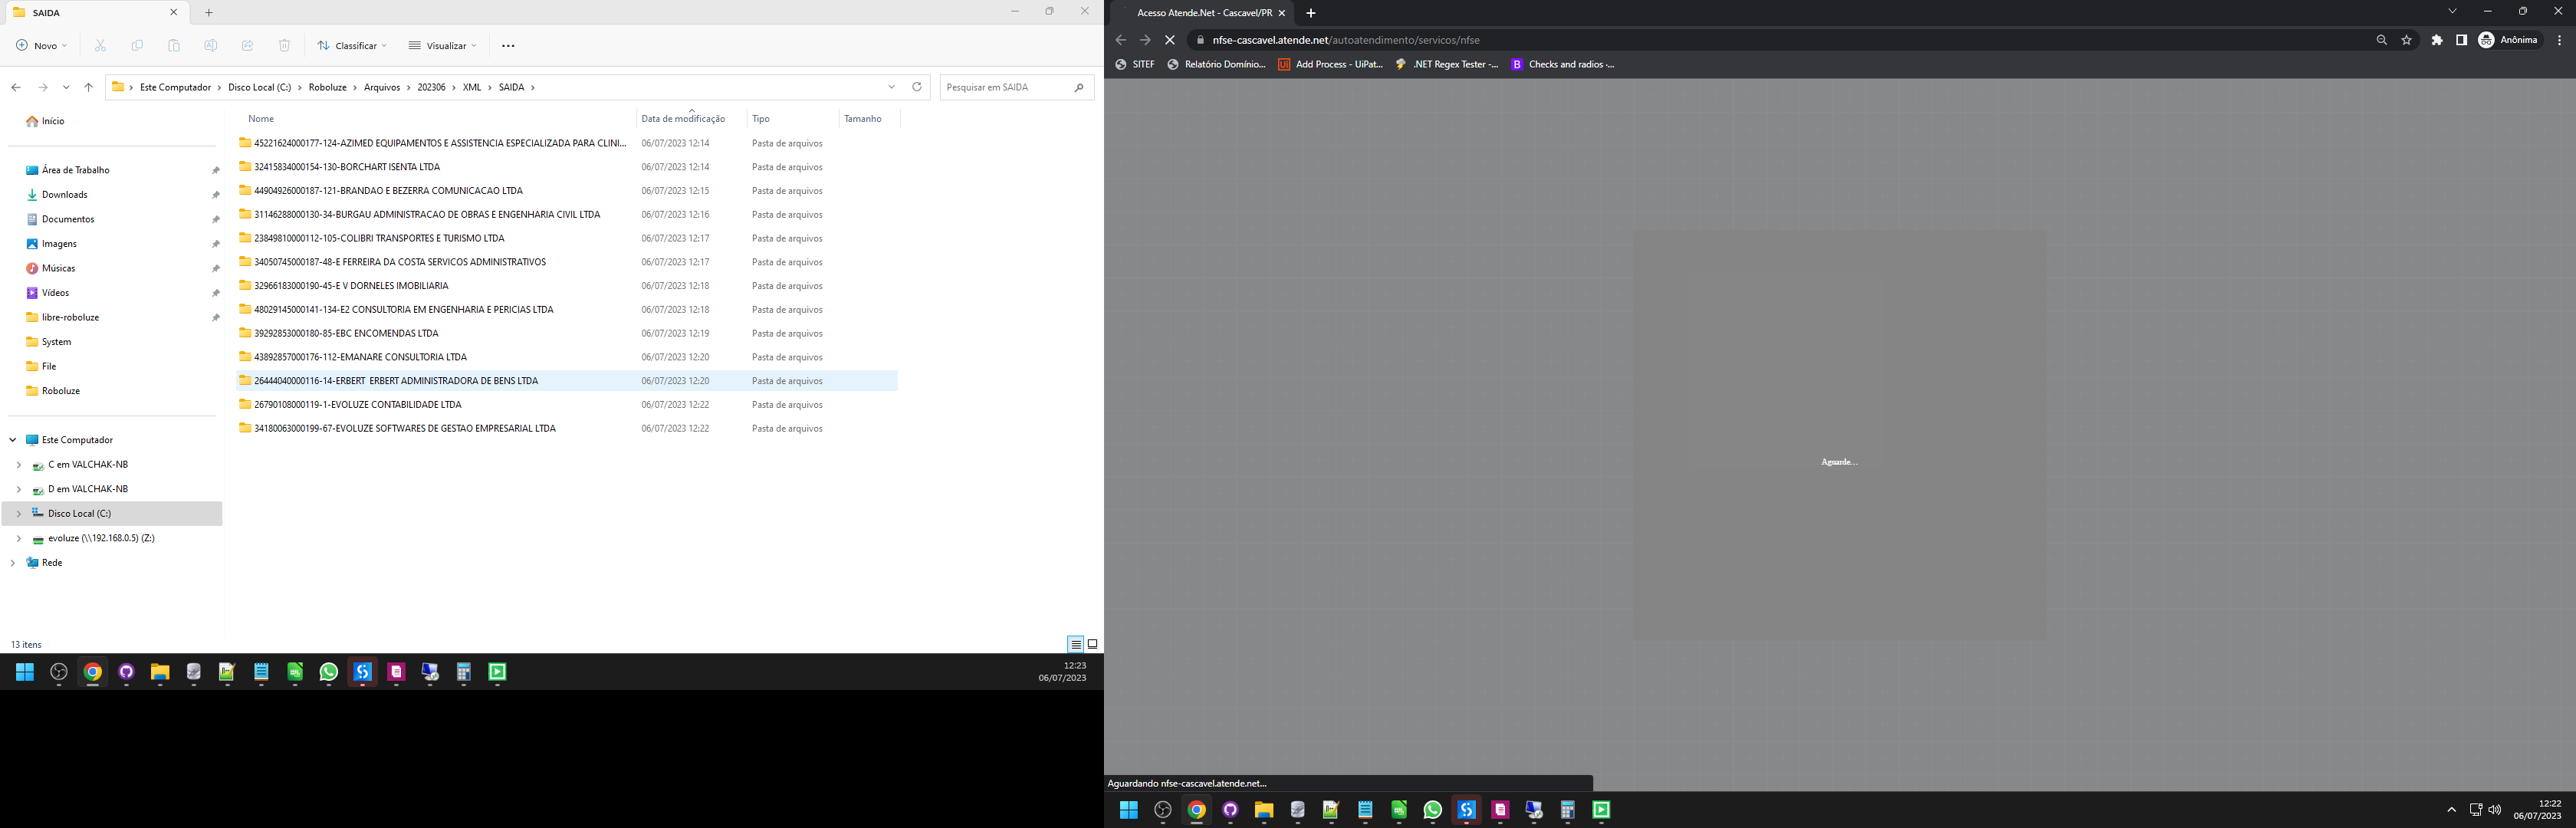 SAIDA
Novo
Classificar
Visualizar
Este Computador > Disco Local (C:) > Roboluze > Arquivos > 202306 > XML > SAIDA >
Pesquisar em SAIDA
Início
Área de Trabalho
Downloads
Documentos
Imagens
Músicas
Vídeos
libre-roboluze
System
File
Roboluze
Este Computador
C em VALCHAK-NB
D em VALCHAK-NB
Disco Local (C:)
evoluze (\\192.168.0.5) (Z:)
Rede
Nome Data de modificação Tipo Tamanho
45221624000177-124-AZIMED EQUIPAMENTOS E ASSISTENCIA ESPECIALIZADA PARA CLINI... 06/07/2023 12:14 Pasta de arquivos
32415834000154-130-BORCHART ISENTA LTDA 06/07/2023 12:14 Pasta de arquivos
44904926000187-121-BRANDAO E BEZERRA COMUNICACAO LTDA 06/07/2023 12:15 Pasta de arquivos
31146288000130-34-BURGAU ADMINISTRACAO DE OBRAS E ENGENHARIA CIVIL LTDA 06/07/2023 12:16 Pasta de arquivos
23849810000112-105-COLIBRI TRANSPORTES E TURISMO LTDA 06/07/2023 12:17 Pasta de arquivos
34050745000187-48-E FERREIRA DA COSTA SERVICOS ADMINISTRATIVOS 06/07/2023 12:17 Pasta de arquivos
32966183000190-45-E V DORNELES IMOBILIARIA 06/07/2023 12:18 Pasta de arquivos
48029145000141-134-E2 CONSULTORIA EM ENGENHARIA E PERICIAS LTDA 06/07/2023 12:18 Pasta de arquivos
39292853000180-85-EBC ENCOMENDAS LTDA 06/07/2023 12:19 Pasta de arquivos
43892857000176-112-EMANARE CONSULTORIA LTDA 06/07/2023 12:20 Pasta de arquivos
26444040000116-14-ERBERT  ERBERT ADMINISTRADORA DE BENS LTDA 06/07/2023 12:20 Pasta de arquivos
26790108000119-1-EVOLUZE CONTABILIDADE LTDA 06/07/2023 12:22 Pasta de arquivos
34180063000199-67-EVOLUZE SOFTWARES DE GESTAO EMPRESARIAL LTDA 06/07/2023 12:22 Pasta de arquivos
13 itens
12:23
06/07/2023
Acesso Atende.Net - Cascavel/PR
nfse-cascavel.atende.net/autoatendimento/servicos/nfse
Anônima
SITEF
Relatório Domínio...
Add Process - UiPat...
.NET Regex Tester -...
Checks and radios ·...
Aguarde...
Aguardando nfse-cascavel.atende.net...
12:22
06/07/2023